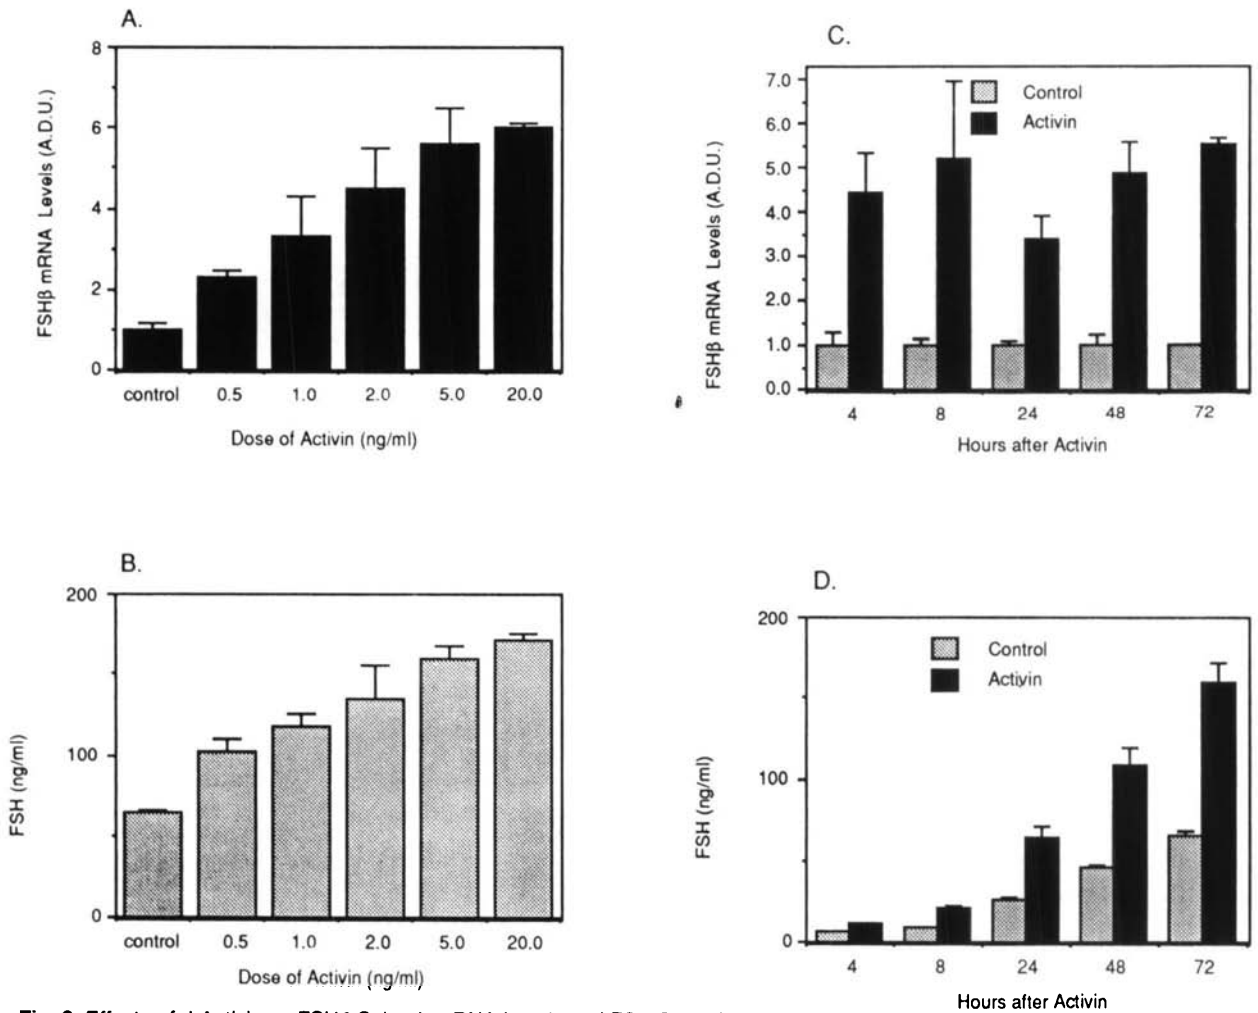 A.
8
6
4
2
0
FSHβ mRNA Levels (A.D.U.)
control 0.5 1.0 2.0 5.0 20.0
Dose of Activin (ng/ml)
C.
7.0
6.0
5.0
4.0
3.0
2.0
1.0
0.0
FSHβ mRNA Levels (A.D.U.)
Control
Activin
4 8 24 48 72
Hours after Activin
B.
200
100
0
FSH (ng/ml)
control 0.5 1.0 2.0 5.0 20.0
Dose of Activin (ng/ml)
D.
200
100
0
FSH (ng/ml)
Control
Activin
4 8 24 48 72
Hours after Activin